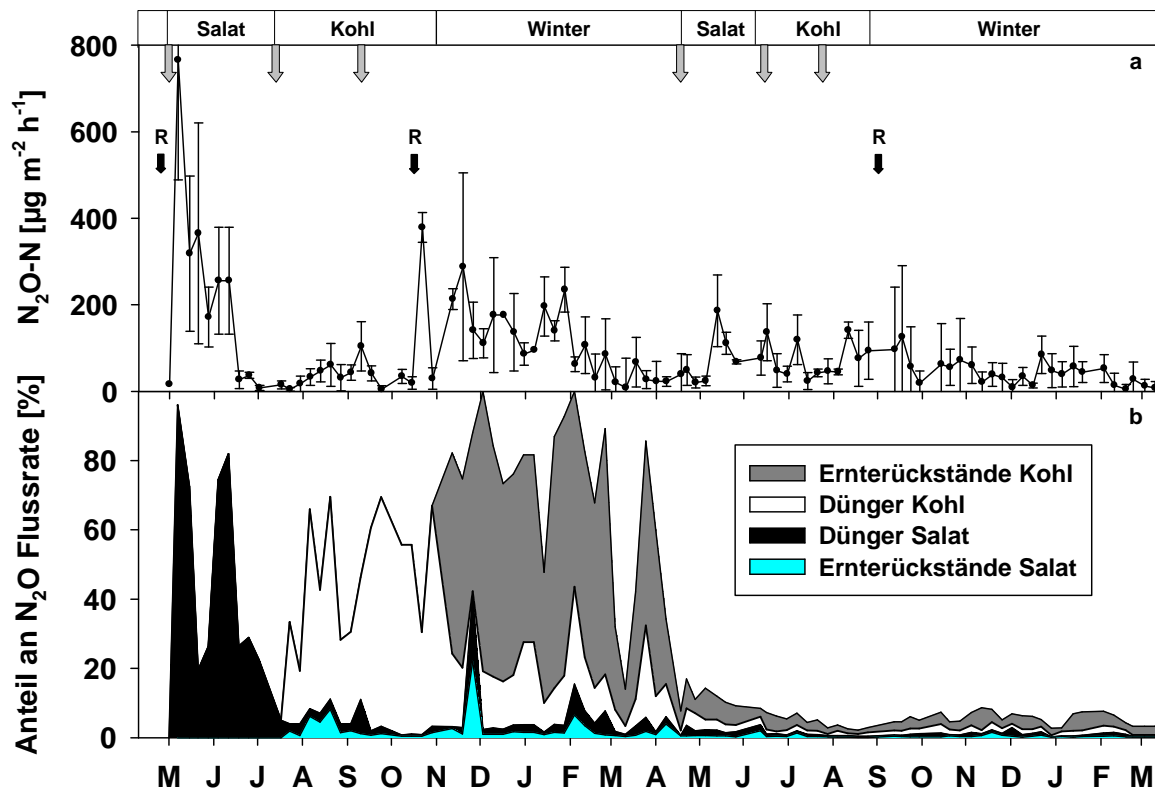 Salat Kohl Winter Salat Kohl Winter
a
800
600
400
200
0
N₂O-N [µg m⁻² h⁻¹]
R R R
b
80
60
40
20
0
Anteil an N₂O Flussrate [%]
Ernterückstände Kohl
Dünger Kohl
Dünger Salat
Ernterückstände Salat
M J J A S O N D J F M A M J J A S O N D J F M